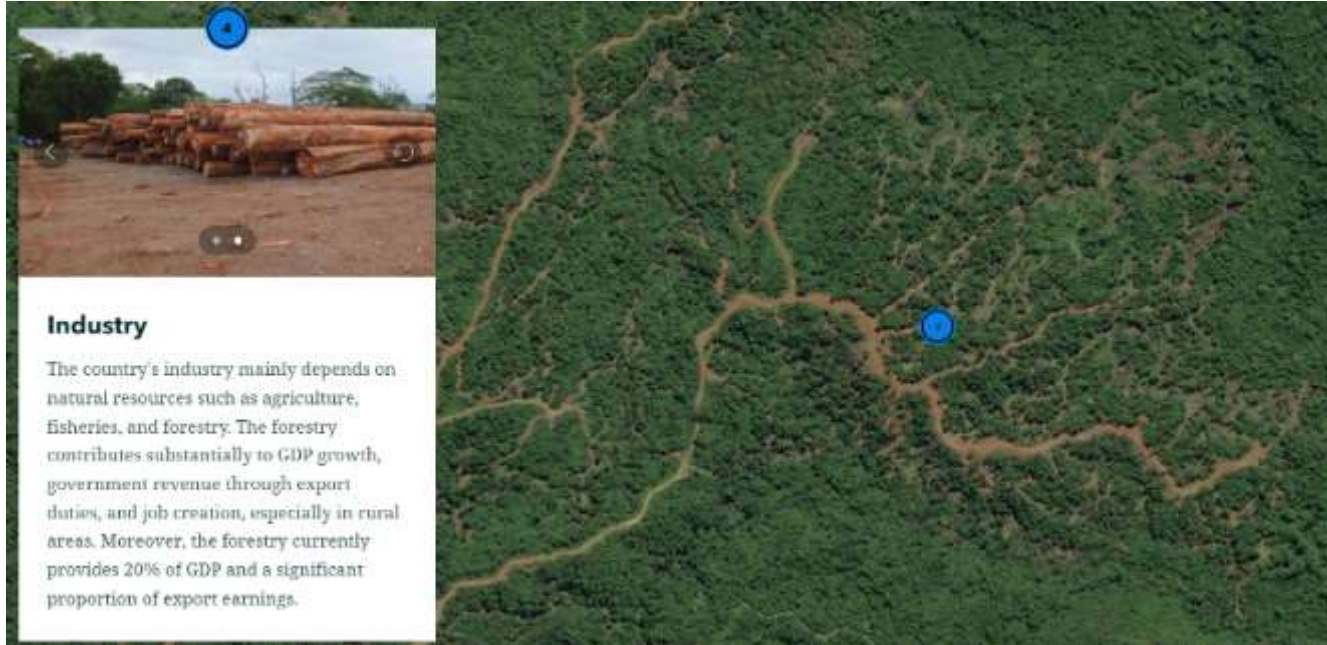 4
Industry
The country's industry mainly depends on
natural resources such as agriculture,
fisheries, and forestry. The forestry
contributes substantially to GDP growth,
government revenue through export
duties, and job creation, especially in rural
areas. Moreover, the forestry currently
provides 20% of GDP and a significant
proportion of export earnings.